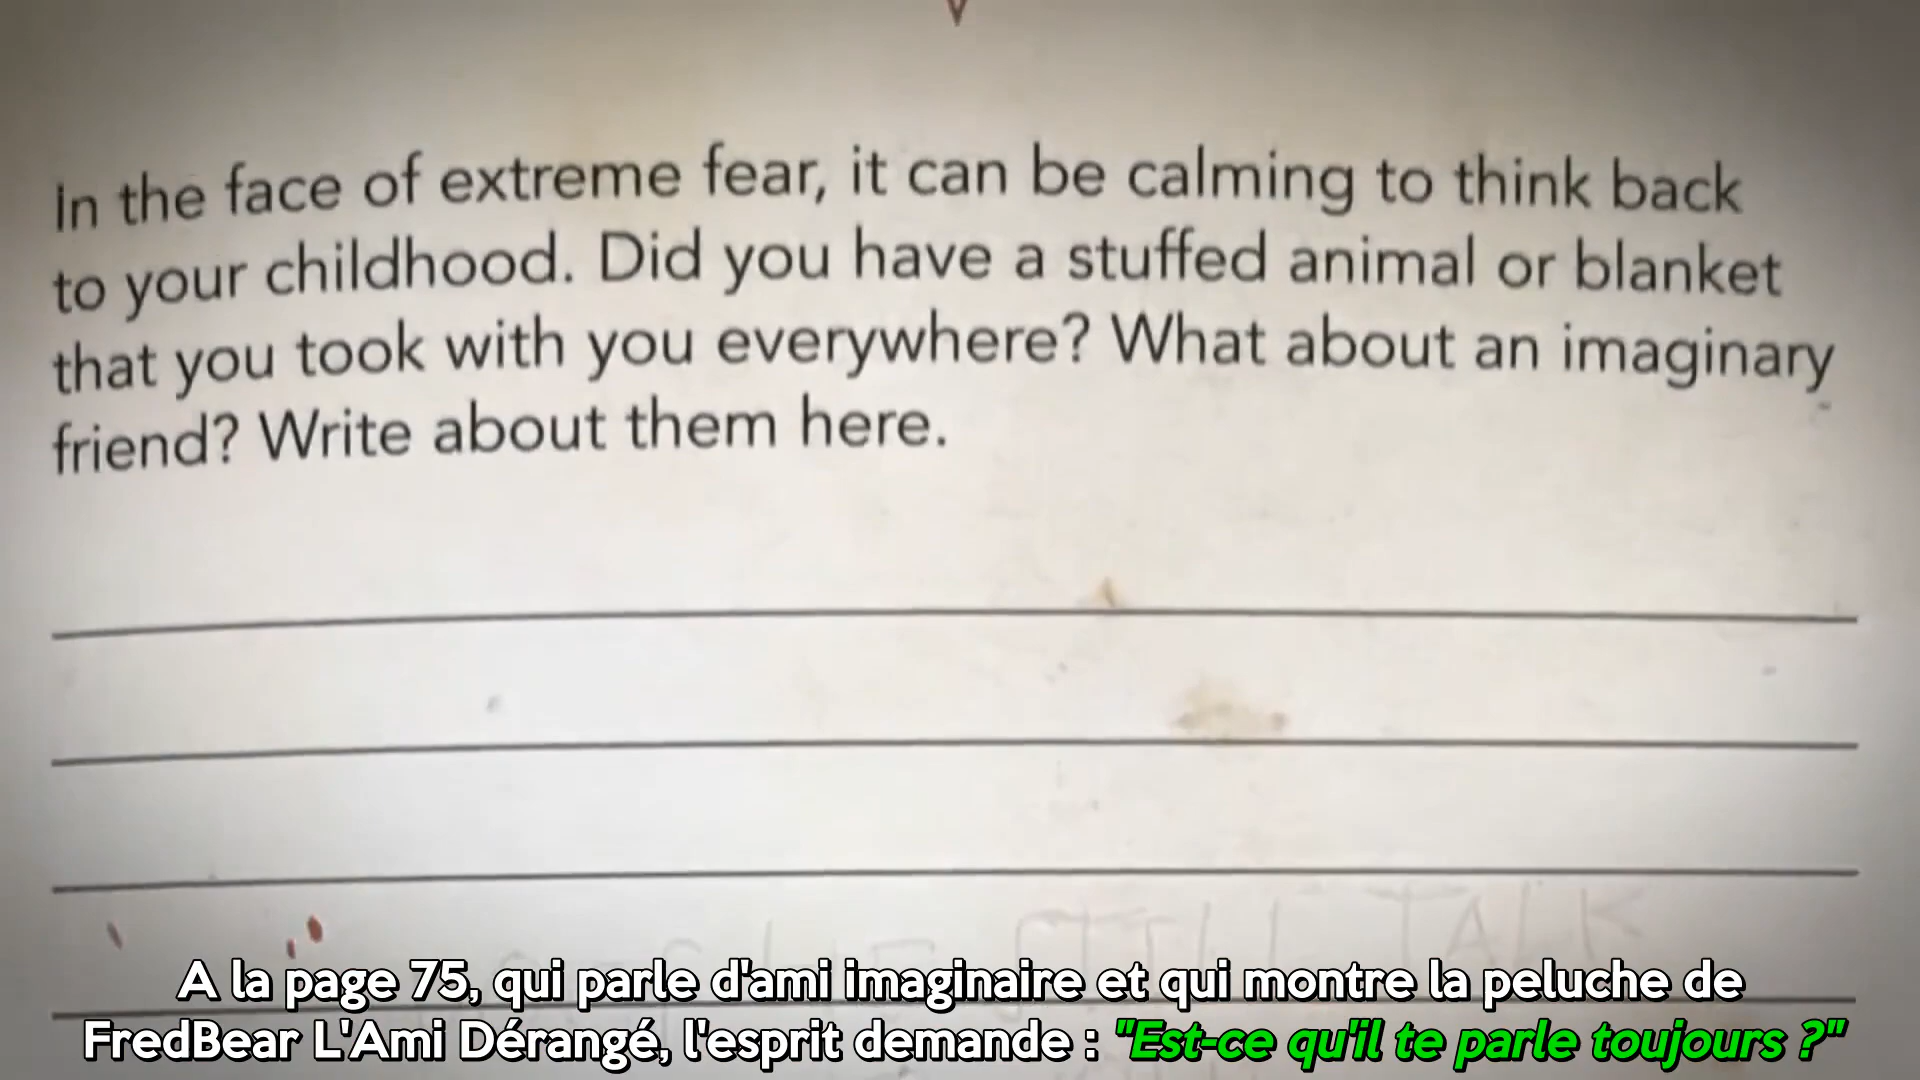 In the face of extreme fear, it can be calming to think back
to your childhood. Did you have a stuffed animal or blanket
that you took with you everywhere? What about an imaginary
friend? Write about them here.
STILL TALK
A la page 75, qui parle d'ami imaginaire et qui montre la peluche de
FredBear L'Ami Dérangé, l'esprit demande : "Est-ce qu'il te parle toujours ?"